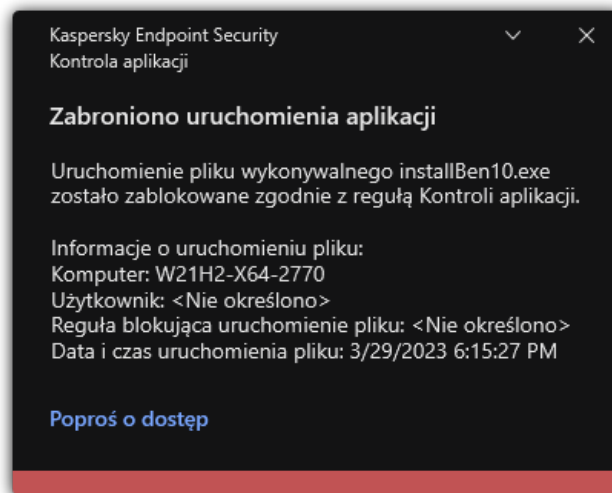 Kaspersky Endpoint Security
Kontrola aplikacji
Zabroniono uruchomienia aplikacji
Uruchomienie pliku wykonywalnego installBen10.exe
zostało zablokowane zgodnie z regułą Kontroli aplikacji.
Informacje o uruchomieniu pliku:
Komputer: W21H2-X64-2770
Użytkownik: <Nie określono>
Reguła blokująca uruchomienie pliku: <Nie określono>
Data i czas uruchomienia pliku: 3/29/2023 6:15:27 PM
Poproś o dostęp